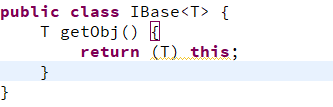 public class IBase<T> {
    T getObj() {
        return (T) this;
    }
}